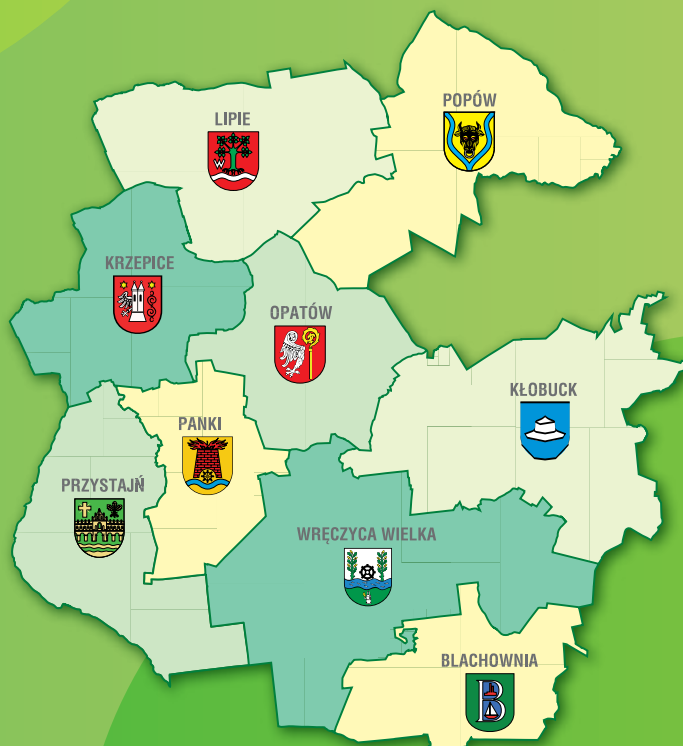 POPÓW
LIPIE
W
KRZEPICE
OPATÓW
KŁOBUCK
PANKI
PRZYSTAJŃ
WRĘCZYCA WIELKA
BLACHOWNIA
B